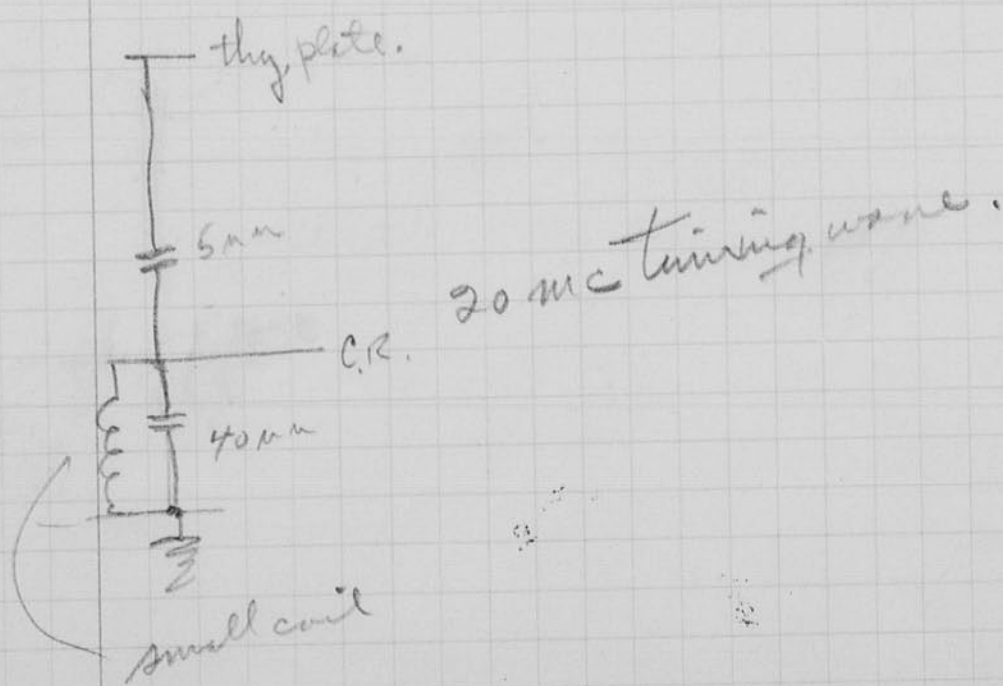 thy. plate.
5μμ
20 mc timing wave.
C.R.
40μμ
small coil